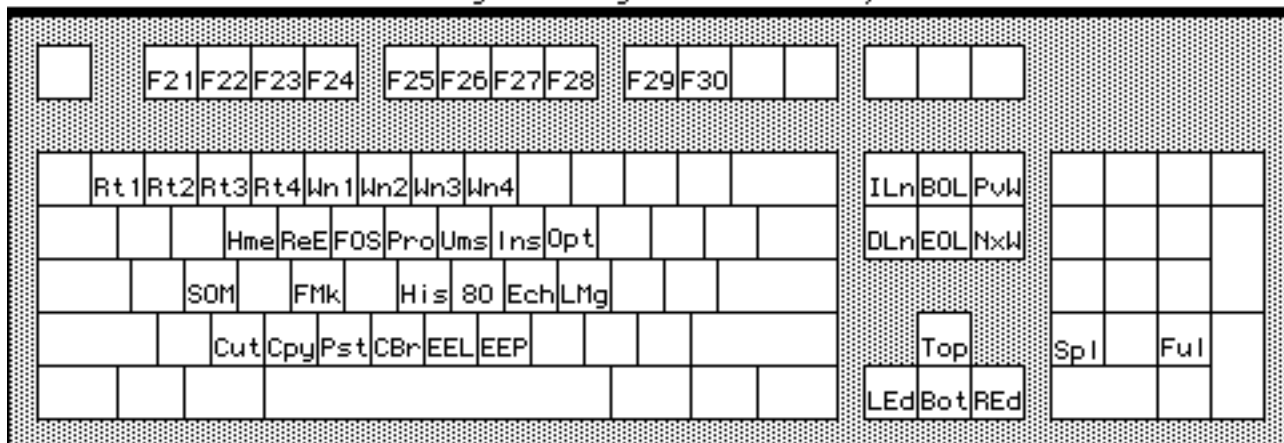 F21 F22 F23 F24 F25 F26 F27 F28 F29 F30
Rt1 Rt2 Rt3 Rt4 Wn1 Wn2 Wn3 Wn4 ILn BOL PvW
Hme ReE FOS Pro Ums Ins Opt DLn EOL NxW
SOM FMk His 80 Ech LMg
Cut Cpy Pst CBr EEL EEP Top Spl Ful
LEd Bot REd